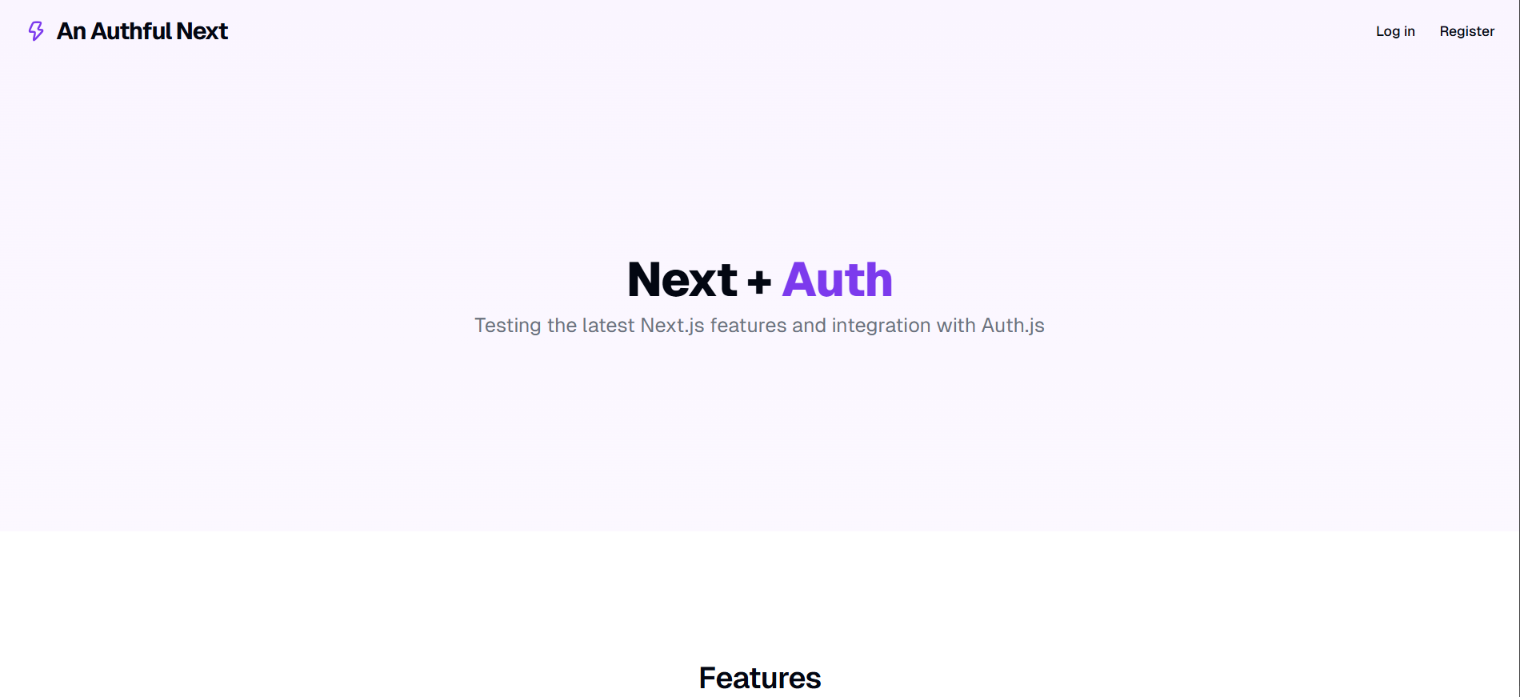 An Authful Next
Log in
Register
Next + Auth
Testing the latest Next.js features and integration with Auth.js
Features